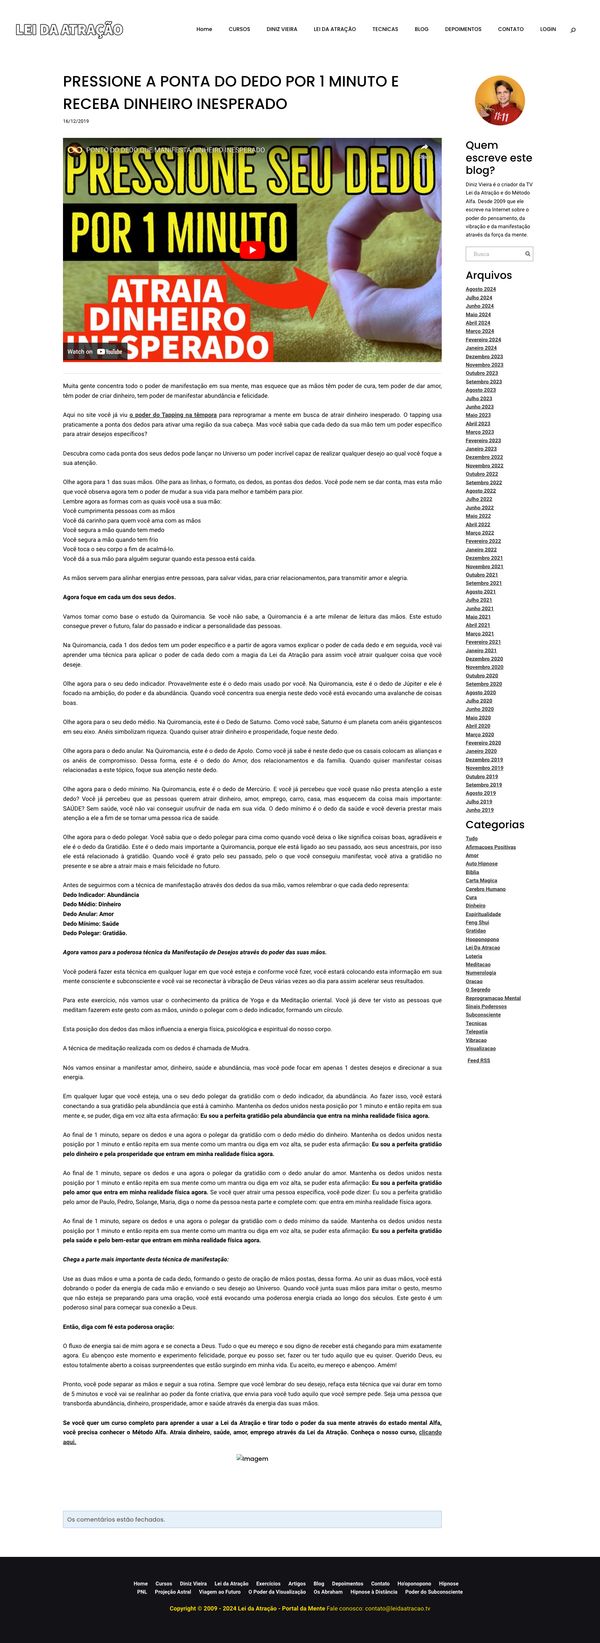 LEI DA ATRAÇÃO
Home CURSOS DINIZ VIEIRA LEI DA ATRAÇÃO TECNICAS BLOG DEPOIMENTOS CONTATO LOGIN
PRESSIONE A PONTA DO DEDO POR 1 MINUTO E
RECEBA DINHEIRO INESPERADO
16/12/2019
PONTO DO DEDO QUE MANIFESTA DINHEIRO INESPERADO
PRESSIONE SEU DEDO
POR 1 MINUTO
ATRAIA
DINHEIRO
INESPERADO
Watch on YouTube
Muita gente concentra todo o poder de manifestação em sua mente, mas esquece que as mãos têm poder de cura, tem poder de dar amor,
têm poder de criar dinheiro, tem poder de manifestar abundância e felicidade.
Aqui no site você já viu o poder do Tapping na têmpora para reprogramar a mente em busca de atrair dinheiro inesperado. O tapping usa
praticamente a ponta dos dedos para ativar uma região da sua cabeça. Mas você sabia que cada dedo da sua mão tem um poder específico
para atrair desejos específicos?
Descubra como cada ponta dos seus dedos pode lançar no Universo um poder incrível capaz de realizar qualquer desejo ao qual você foque a
sua atenção.
Olhe agora para 1 das suas mãos. Olhe para as linhas, o formato, os dedos, as pontas dos dedos. Você pode nem se dar conta, mas esta mão
que você observa agora tem o poder de mudar a sua vida para melhor e também para pior
Lembre agora as formas com as quais você usa a sua mão:
Você cumprimenta pessoas com as mãos
Você dá carinho para quem você ama com as mãos
Você segura a mão quando tem medo
Você segura a mão quando tem frio
Você toca o seu corpo a fim de acalmá-lo.
Você dá a sua mão para alguém segurar quando esta pessoa está caída.
As mãos servem para alinhar energias entre pessoas, para salvar vidas, para criar relacionamentos, para transmitir amor e alegria.
Agora foque em cada um dos seus dedos.
Vamos tomar como base o estudo da Quiromancia. Se você não sabe, a Quiromancia é a arte milenar de leitura das mãos. Este estudo
consegue prever o futuro, falar do passado e indicar a personalidade das pessoas.
Na Quiromancia, cada 1 dos dedos tem um poder específico e a partir de agora vamos explicar o poder de cada dedo e em seguida, você vai
aprender uma técnica para aplicar o poder de cada dedo com a magia da Lei da Atração para assim você atrair qualquer coisa que você
deseje.
Olhe agora para o seu dedo indicador. Provavelmente este é o dedo mais usado por você. Na Quiromancia, este é o dedo de Júpiter e ele é
focado na ambição, do poder e da abundância. Quando você concentra sua energia neste dedo você está evocando uma avalanche de coisas
boas.
Olhe agora para o seu dedo médio. Na Quiromancia, este é o Dedo de Saturno. Como você sabe, Saturno é um planeta com anéis gigantescos
em seu eixo. Anéis simbolizam riqueza. Quando quiser atrair dinheiro e prosperidade, foque neste dedo.
Olhe agora para o dedo anular. Na Quiromancia, este é o dedo de Apolo. Como você já sabe é neste dedo que os casais colocam as alianças e
os anéis de compromisso. Dessa forma, este é o dedo do Amor, dos relacionamentos e da família. Quando quiser manifestar coisas
relacionadas a este tópico, foque sua atenção neste dedo.
Olhe agora para o dedo mínimo. Na Quiromancia, este é o dedo de Mercúrio. E você já percebeu que você quase não presta atenção a este
dedo? Você já percebeu que as pessoas querem atrair dinheiro, amor, emprego, carro, casa, mas esquecem da coisa mais importante:
SAÚDE? Sem saúde, você não vai conseguir usufruir de nada em sua vida. O dedo mínimo é o dedo da saúde e você deveria prestar mais
atenção a ele a fim de se tornar uma pessoa rica de saúde.
Olhe agora para o dedo polegar. Você sabia que o dedo polegar para cima como quando você deixa o like significa coisas boas, agradáveis e
ele é o dedo da Gratidão. Este é o dedo mais importante a Quiromancia, porque ele está ligado ao seu passado, aos seus ancestrais, por isso
ele está relacionado à gratidão. Quando você é grato pelo seu passado, pelo o que você conseguiu manifestar, você ativa a gratidão no
presente e se abre a atrair mais e mais felicidade no futuro.
Antes de seguirmos com a técnica de manifestação através dos dedos da sua mão, vamos relembrar o que cada dedo representa:
Dedo Indicador: Abundância
Dedo Médio: Dinheiro
Dedo Anular: Amor
Dedo Mínimo: Saúde
Dedo Polegar: Gratidão.
Agora vamos para a poderosa técnica da Manifestação de Desejos através do poder das suas mãos.
Você poderá fazer esta técnica em qualquer lugar em que você esteja e conforme você fizer, você estará colocando esta informação em sua
mente consciente e subconsciente e você vai se reconectar à vibração de Deus várias vezes ao dia para assim acelerar seus resultados.
Para este exercício, nós vamos usar o conhecimento da prática de Yoga e da Meditação oriental. Você já deve ter visto as pessoas que
meditam fazerem este gesto com as mãos, unindo o polegar com o dedo indicador, formando um círculo.
Esta posição dos dedos das mãos influencia a energia física, psicológica e espiritual do nosso corpo.
A técnica de meditação realizada com os dedos é chamada de Mudra.
Nós vamos ensinar a manifestar amor, dinheiro, saúde e abundância, mas você pode focar em apenas 1 destes desejos e direcionar a sua
energia.
Em qualquer lugar que você esteja, una o seu dedo polegar da gratidão com o dedo indicador, da abundância. Ao fazer isso, você estará
conectando a sua gratidão pela abundância que está à caminho. Mantenha os dedos unidos nesta posição por 1 minuto e então repita em sua
mente e, se puder, diga em voz alta esta afirmação: Eu sou a perfeita gratidão pela abundância que entra na minha realidade física agora.
Ao final de 1 minuto, separe os dedos e una agora o polegar da gratidão com o dedo médio do dinheiro. Mantenha os dedos unidos nesta
posição por 1 minuto e então repita em sua mente como um mantra ou diga em voz alta, se puder esta afirmação: Eu sou a perfeita gratidão
pelo dinheiro e pela prosperidade que entram em minha realidade física agora.
Ao final de 1 minuto, separe os dedos e una agora o polegar da gratidão com o dedo anular do amor. Mantenha os dedos unidos nesta
posição por 1 minuto e então repita em sua mente como um mantra ou diga em voz alta, se puder esta afirmação: Eu sou a perfeita gratidão
pelo amor que entra em minha realidade física agora. Se você quer atrair uma pessoa específica, você pode dizer: Eu sou a perfeita gratidão
pelo amor de Paulo, Pedro, Solange, Maria, diga o nome da pessoa nesta parte e complete com: que entra em minha realidade física agora.
Ao final de 1 minuto, separe os dedos e una agora o polegar da gratidão com o dedo mínimo da saúde. Mantenha os dedos unidos nesta
posição por 1 minuto e então repita em sua mente como um mantra ou diga em voz alta, se puder esta afirmação: Eu sou a perfeita gratidão
pela saúde e pelo bem-estar que entram em minha realidade física agora.
Chega a parte mais importante desta técnica de manifestação:
Use as duas mãos e uma a ponta de cada dedo, formando o gesto de oração de mãos postas, dessa forma. Ao unir as duas mãos, você está
dobrando o poder da energia de cada mão e enviando o seu desejo ao Universo. Quando você junta suas mãos para imitar o gesto, mesmo
que não esteja se preparando para uma oração, você está evocando uma poderosa energia criada ao longo dos séculos. Este gesto é um
poderoso sinal para começar sua conexão a Deus.
Então, diga com fé esta poderosa oração:
O fluxo de energia sai de mim agora e se conecta a Deus. Tudo o que eu mereço e sou digno de receber está chegando para mim exatamente
agora. Eu abençoo este momento e experimento felicidade, porque eu posso ser, fazer ou ter tudo aquilo que eu quiser. Querido Deus, eu
estou totalmente aberto a coisas surpreendentes que estão surgindo em minha vida. Eu aceito, eu mereço e abençoo. Amém!
Pronto, você pode separar as mãos e seguir a sua rotina. Sempre que você lembrar do seu desejo, refaça esta técnica que vai durar em torno
de 5 minutos e você vai se realinhar ao poder da fonte criativa, que envia para você tudo aquilo que você sempre pede. Seja uma pessoa que
transborda abundância, dinheiro, prosperidade, amor e saúde através da energia das suas mãos.
Se você quer um curso completo para aprender a usar a Lei da Atração e tirar todo o poder da sua mente através do estado mental Alfa,
você precisa conhecer o Método Alfa. Atraia dinheiro, saúde, amor, emprego através da Lei da Atração. Conheça o nosso curso, clicando
aqui.
Imagem
Os comentários estão fechados.
11:11
Quem
escreve este
blog?
Diniz Vieira é o criador da TV
Lei da Atração e do Método
Alfa. Desde 2009 que ele
escreve na Internet sobre o
poder do pensamento, da
vibração e da manifestação
através da força da mente.
Busca
Arquivos
Agosto 2024
Julho 2024
Junho 2024
Maio 2024
Abril 2024
Março 2024
Fevereiro 2024
Janeiro 2024
Dezembro 2023
Novembro 2023
Outubro 2023
Setembro 2023
Agosto 2023
Julho 2023
Junho 2023
Maio 2023
Abril 2023
Março 2023
Fevereiro 2023
Janeiro 2023
Dezembro 2022
Novembro 2022
Outubro 2022
Setembro 2022
Agosto 2022
Julho 2022
Junho 2022
Maio 2022
Abril 2022
Março 2022
Fevereiro 2022
Janeiro 2022
Dezembro 2021
Novembro 2021
Outubro 2021
Setembro 2021
Agosto 2021
Julho 2021
Junho 2021
Maio 2021
Abril 2021
Março 2021
Fevereiro 2021
Janeiro 2021
Dezembro 2020
Novembro 2020
Outubro 2020
Setembro 2020
Agosto 2020
Julho 2020
Junho 2020
Maio 2020
Abril 2020
Março 2020
Fevereiro 2020
Janeiro 2020
Dezembro 2019
Novembro 2019
Outubro 2019
Setembro 2019
Agosto 2019
Julho 2019
Junho 2019
Categorias
Tudo
Afirmacoes Positivas
Amor
Auto Hipnose
Biblia
Carta Magica
Cerebro Humano
Cura
Dinheiro
Espiritualidade
Feng Shui
Gratidao
Hooponopono
Lei Da Atracao
Loteria
Meditacao
Numerologia
Oracao
O Segredo
Reprogramacao Mental
Sinais Poderosos
Subconsciente
Tecnicas
Telepatia
Vibracao
Visualizacao
Feed RSS
Home Cursos Diniz Vieira Lei da Atração Exercícios Artigos Blog Depoimentos Contato Ho'oponopono Hipnose
PNL Projeção Astral Viagem ao Futuro O Poder da Visualização Os Abraham Hipnose à Distância Poder do Subconsciente
Copyright © 2009 - 2024 Lei da Atração - Portal da Mente Fale conosco: contato@leidaatracao.tv